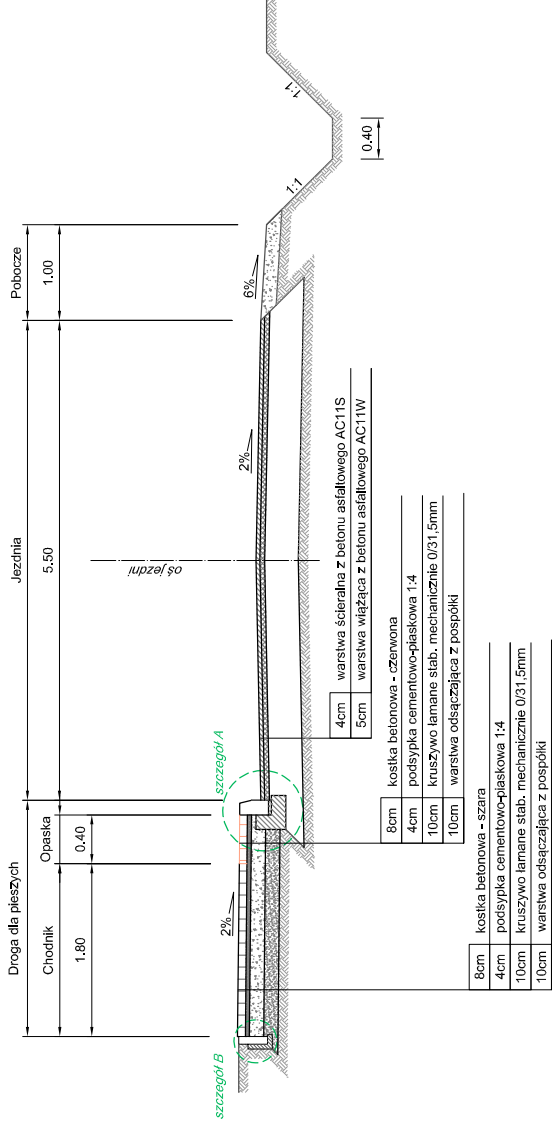 Droga dla pieszych
Jezdnia
Pobocze
Chodnik
Opaska
1.80
0.40
5.50
1.00
szczegół B
szczegół A
2%
2%
6%
1:1
1:1
0.40
oś jezdni
4cm warstwa ścieralna z betonu asfaltowego AC11S
5cm warstwa wiążąca z betonu asfaltowego AC11W
8cm kostka betonowa - czerwona
4cm podsypka cementowo-piaskowa 1:4
10cm kruszywo łamane stab. mechanicznie 0/31,5mm
10cm warstwa odsączająca z pospółki
8cm kostka betonowa - szara
4cm podsypka cementowo-piaskowa 1:4
10cm kruszywo łamane stab. mechanicznie 0/31,5mm
10cm warstwa odsączająca z pospółki